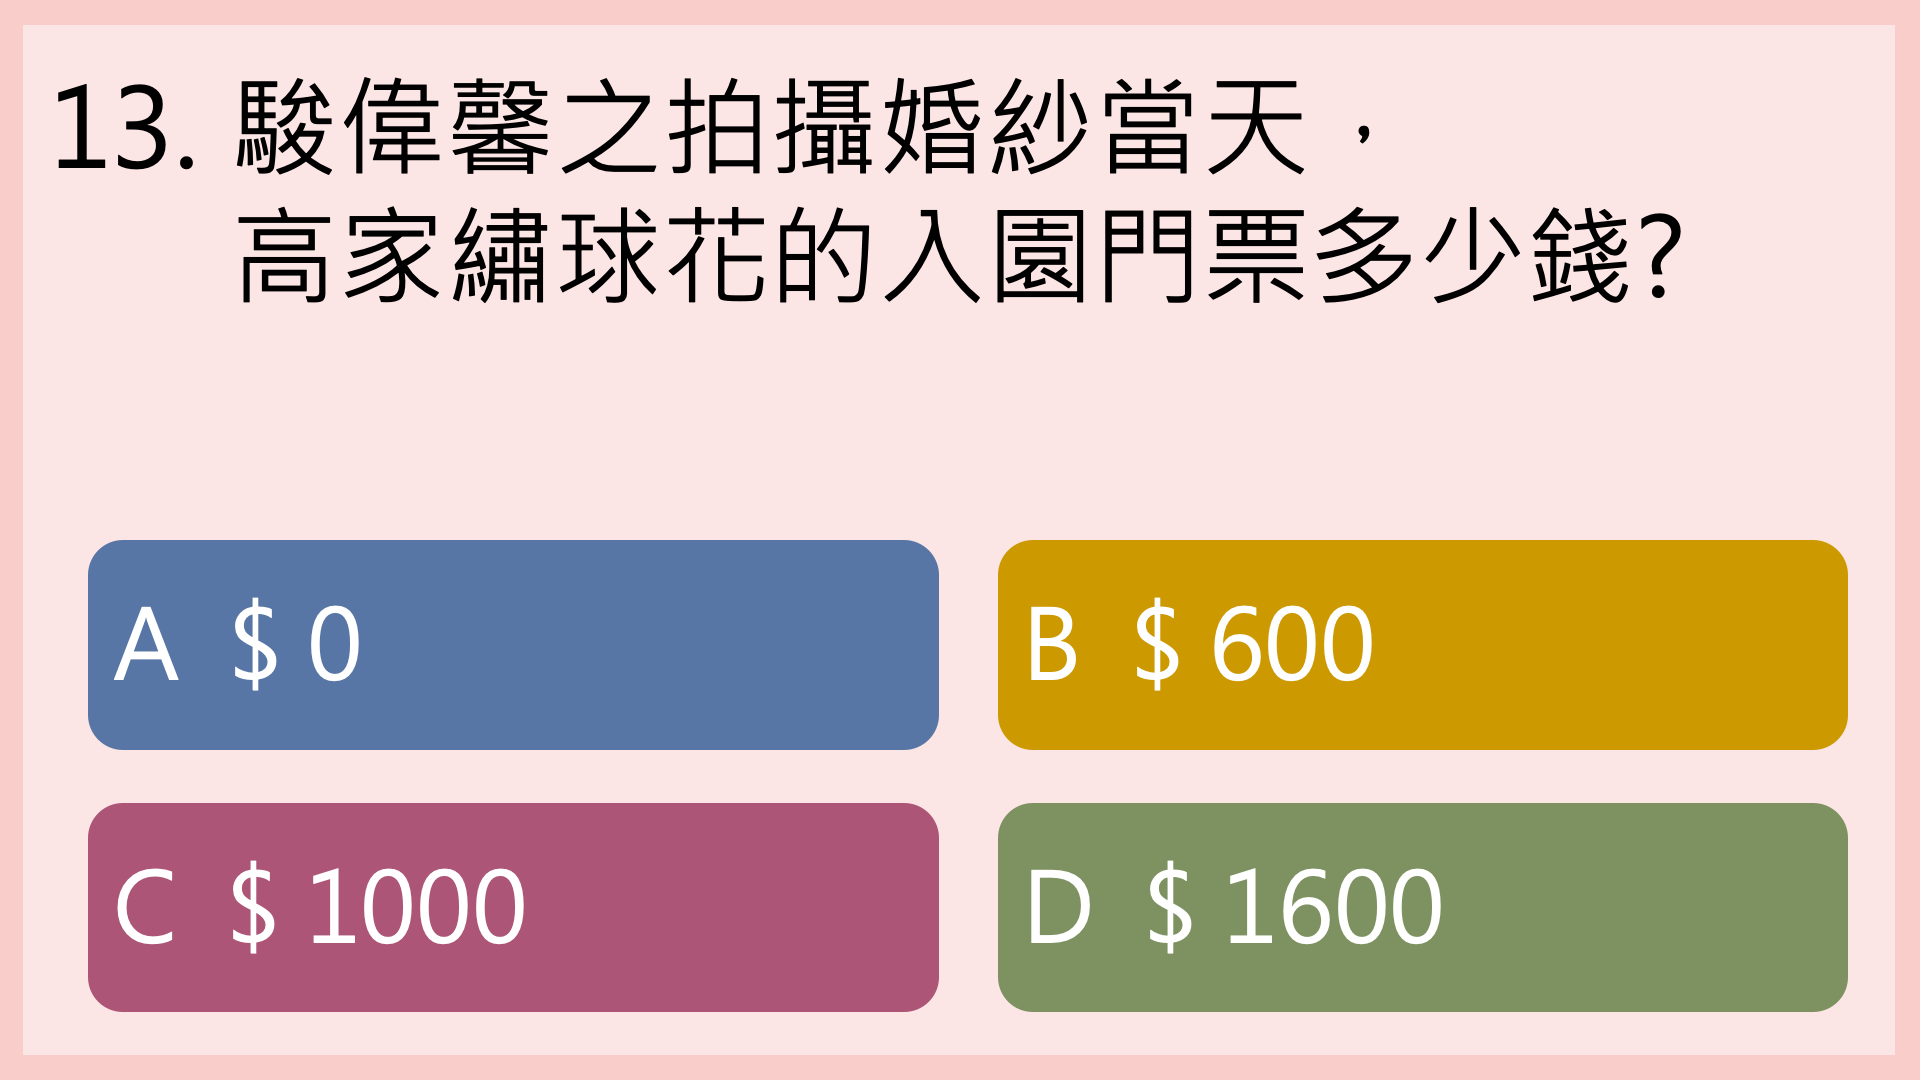 13. 駿偉馨之拍攝婚紗當天，
高家繡球花的入園門票多少錢?
A $ 0
B $ 600
C $ 1000
D $ 1600